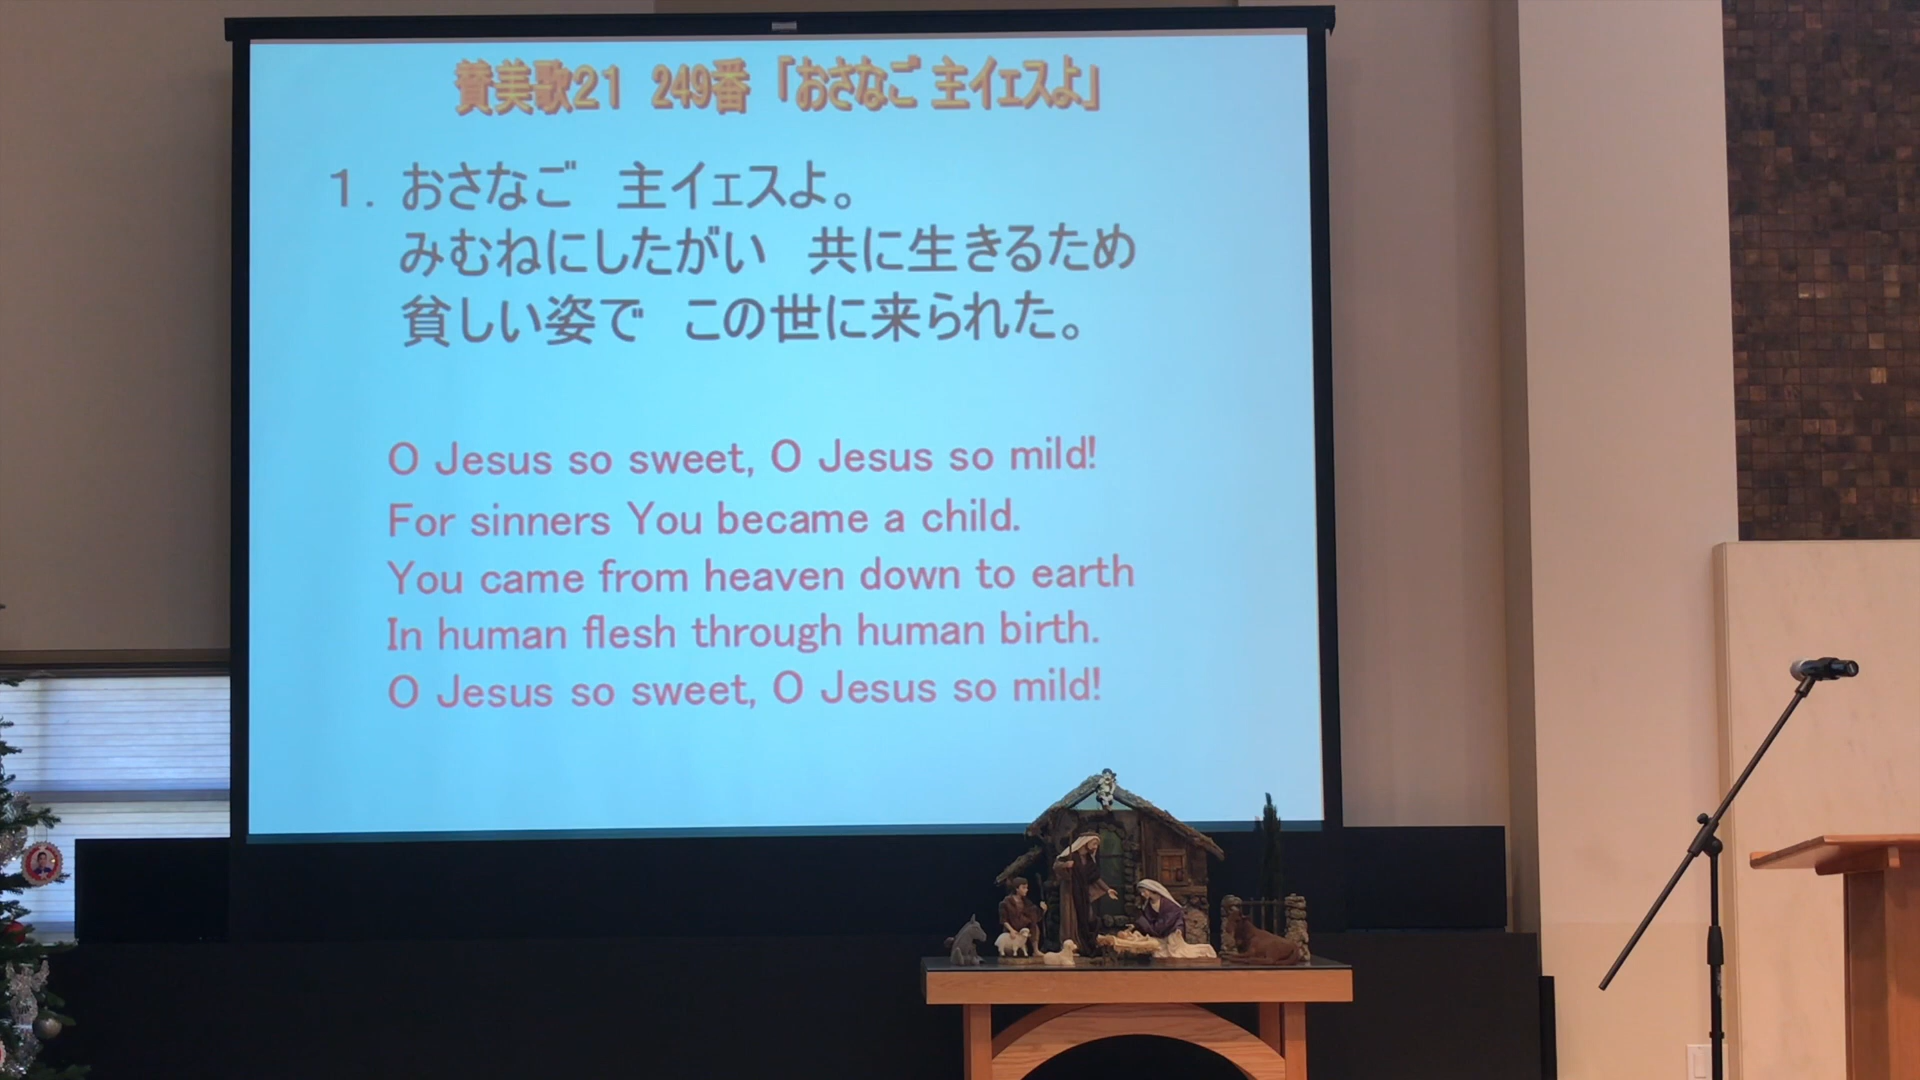 賛美歌21 249番「おさなご 主イエスよ」
1. おさなご 主イエスよ。
みむねにしたがい 共に生きるため
貧しい姿で この世に来られた。
O Jesus so sweet, O Jesus so mild!
For sinners You became a child.
You came from heaven down to earth
In human flesh through human birth.
O Jesus so sweet, O Jesus so mild!